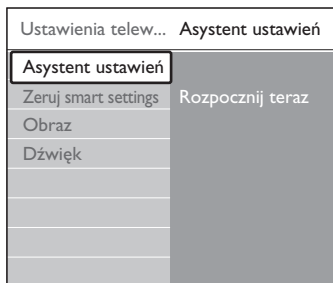 Ustawienia telew... Asystent ustawień
Asystent ustawień
Zeruj smart settings Rozpocznij teraz
Obraz
Dźwięk